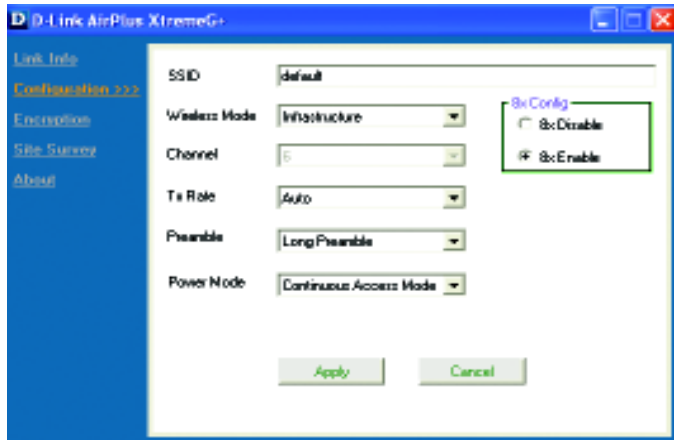 D D-Link AirPlus XtremeG+
Link Info
Configuration >>>
Encryption
Site Survey
About
SSID default
Wireless Mode Infrastructure
Channel 6
Tx Rate Auto
Preamble Long Preamble
Power Mode Continuous Access Mode
8x Config
8x Disable
8x Enable
Apply Cancel